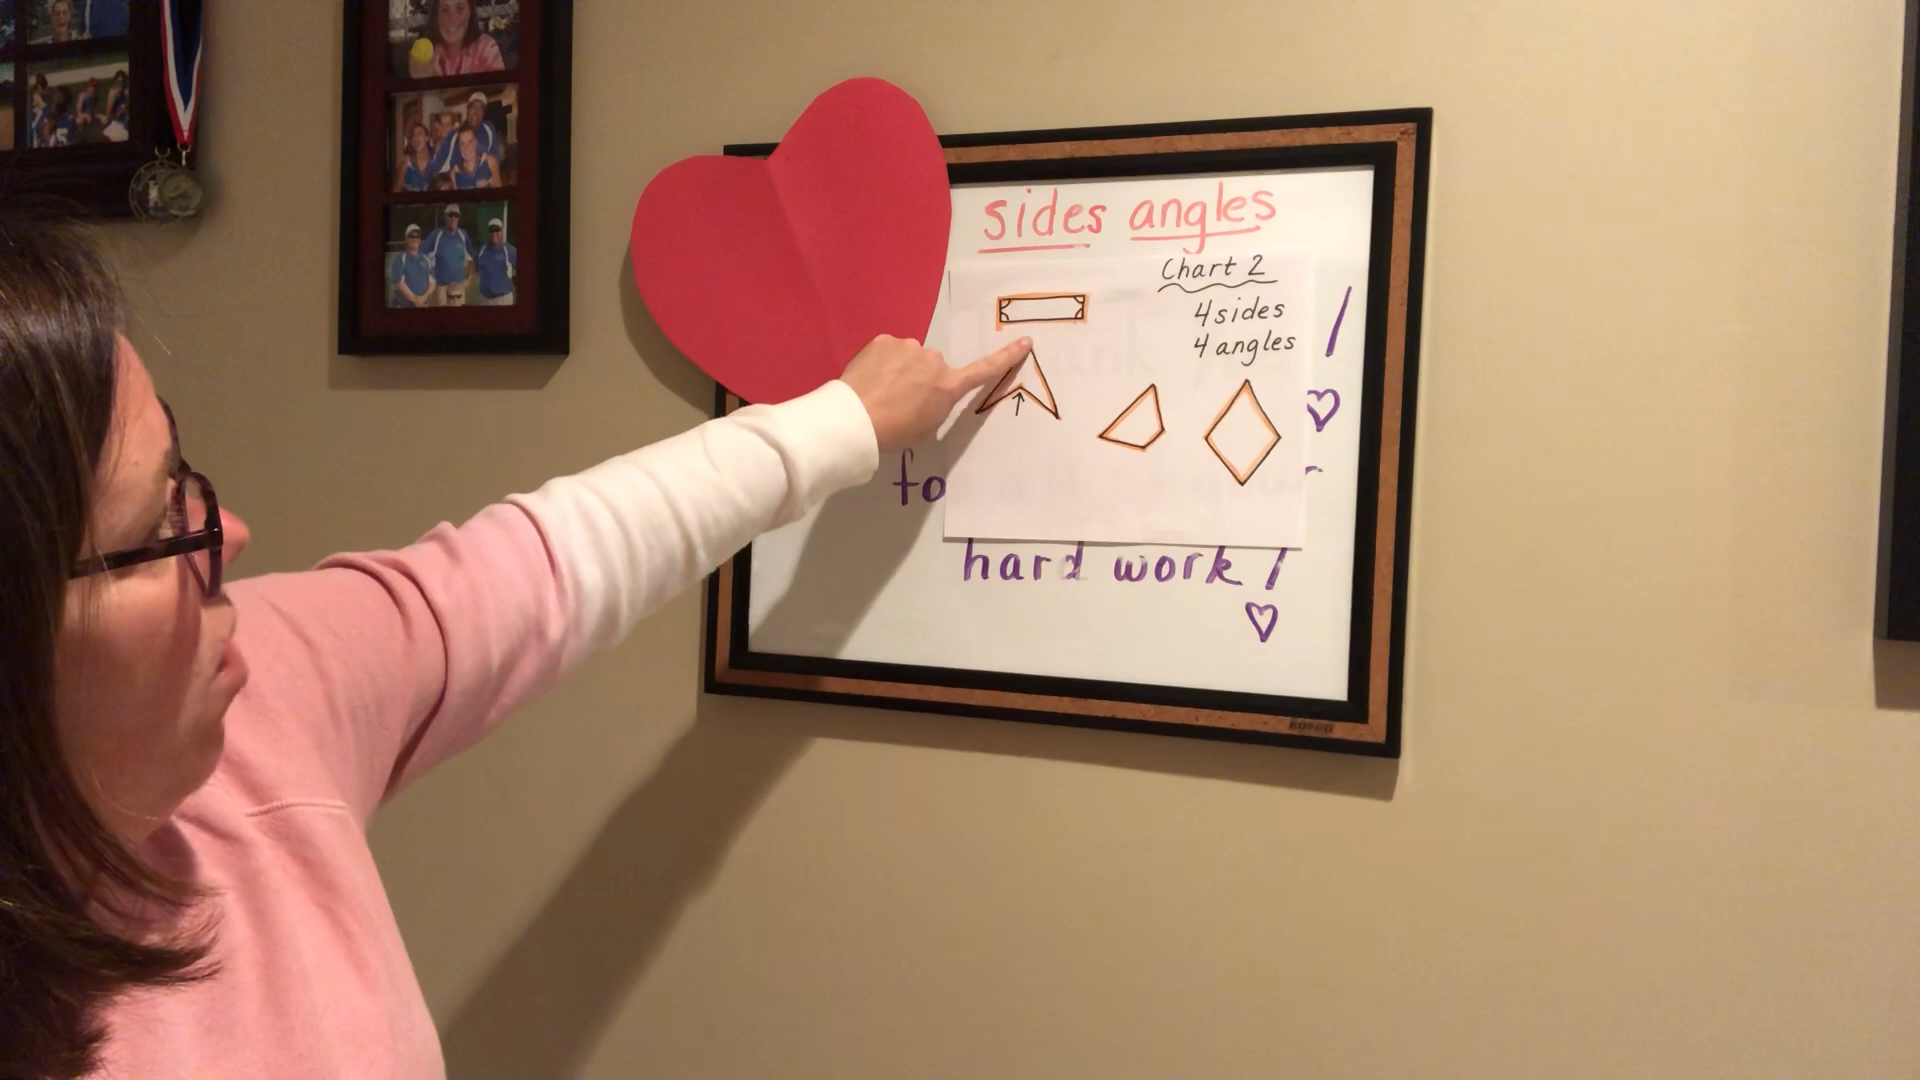 sides angles
Chart 2
4 sides
4 angles
fo
hard work!